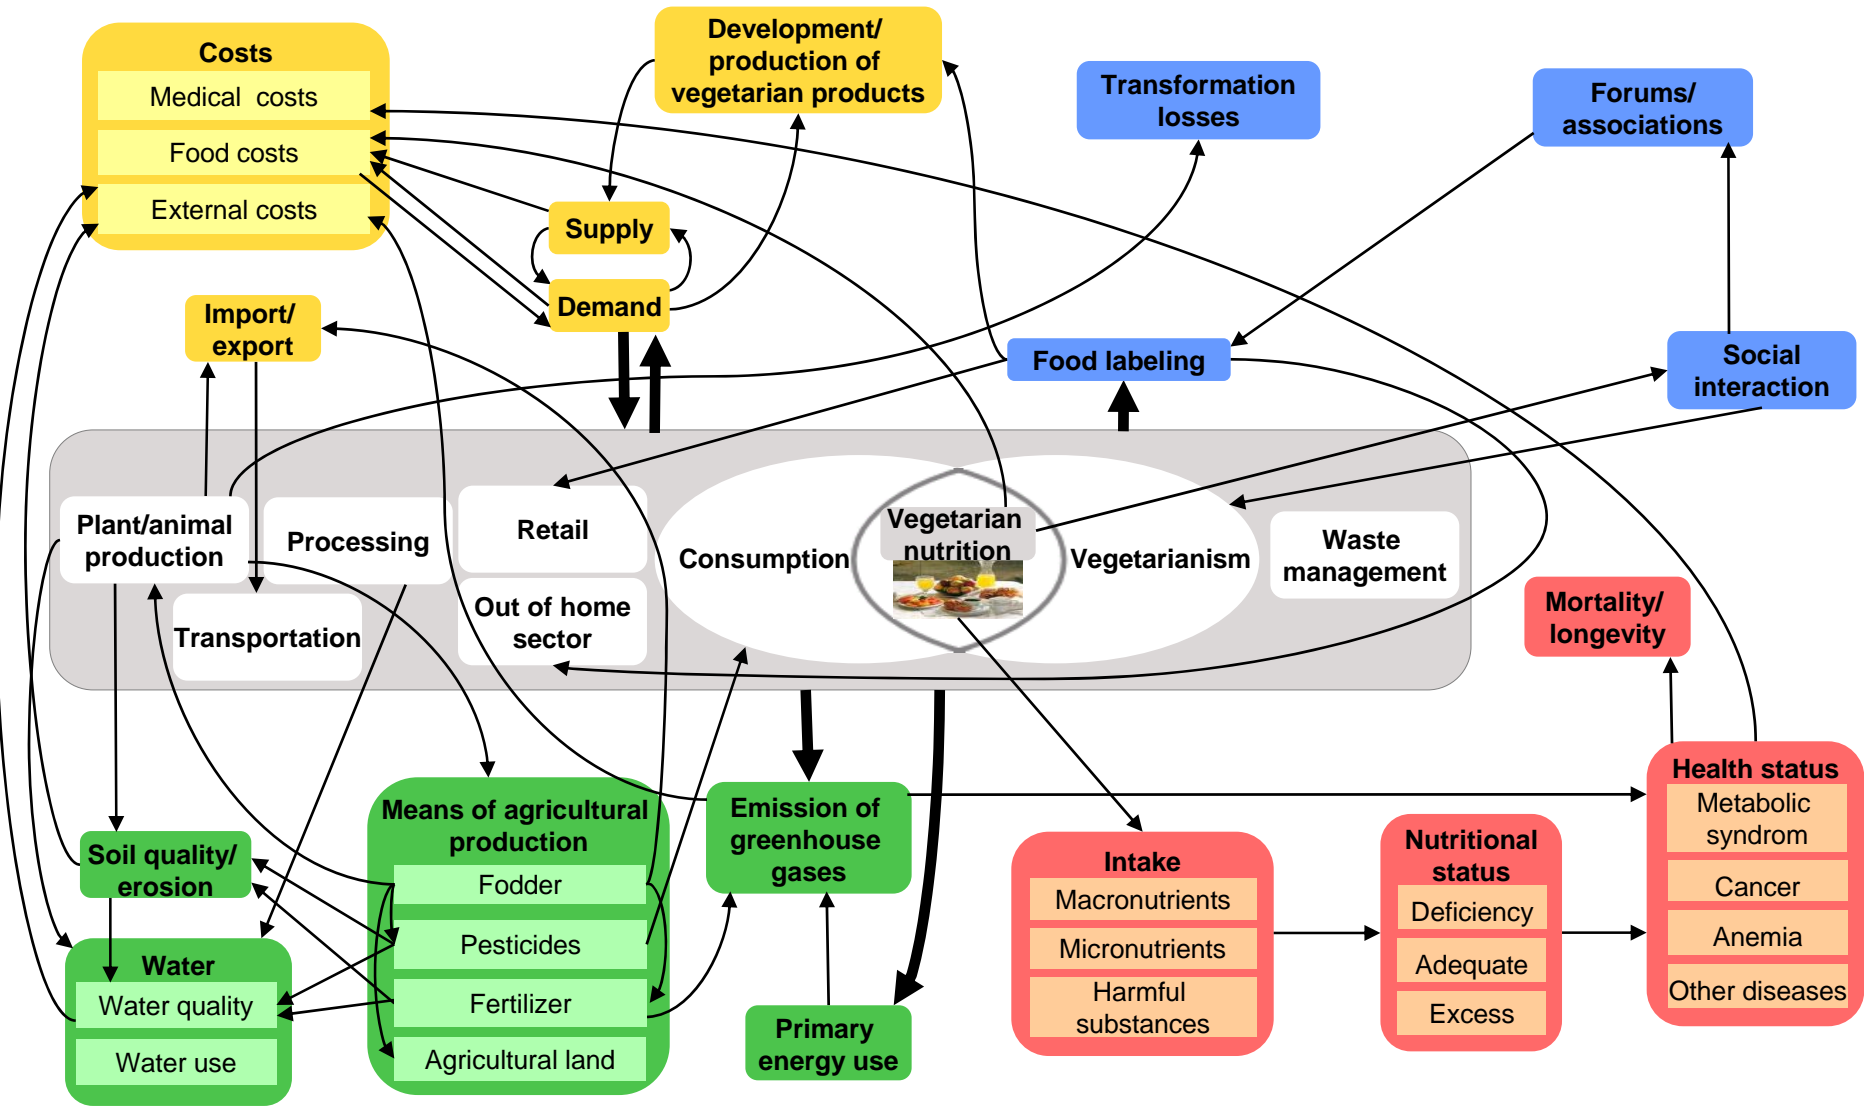 Costs
Medical costs
Food costs
External costs
Development/
production of
vegetarian products
Supply
Demand
Import/
export
Transformation
losses
Forums/
associations
Food labeling
Social
interaction
Plant/animal
production
Processing
Transportation
Retail
Out of home
sector
Consumption
Vegetarian
nutrition
Vegetarianism
Waste
management
Mortality/
longevity
Soil quality/
erosion
Water
Water quality
Water use
Means of agricultural
production
Fodder
Pesticides
Fertilizer
Agricultural land
Emission of
greenhouse
gases
Primary
energy use
Intake
Macronutrients
Micronutrients
Harmful
substances
Nutritional
status
Deficiency
Adequate
Excess
Health status
Metabolic
syndrom
Cancer
Anemia
Other diseases